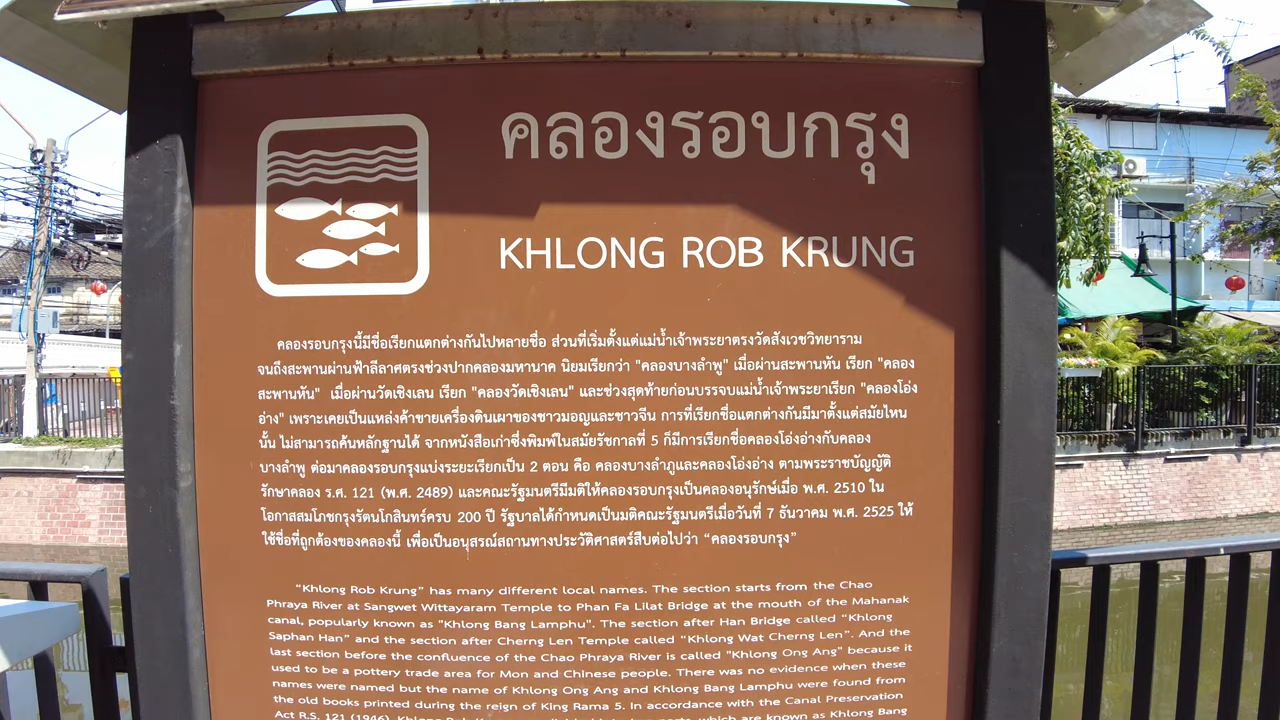 คลองรอบกรุง
KHLONG ROB KRUNG
คลองรอบกรุงนี้มีชื่อเรียกแตกต่างกันไปหลายชื่อ ส่วนที่เริ่มตั้งแต่แม่น้ำเจ้าพระยาตรงวัดสังเวชวิทยาราม
จนถึงสะพานผ่านฟ้าลีลาศตรงช่วงปากคลองมหานาค นิยมเรียกว่า "คลองบางลำพู" เมื่อผ่านสะพานหัน เรียก "คลอง
สะพานหัน" เมื่อผ่านวัดเชิงเลน เรียก "คลองวัดเชิงเลน" และช่วงสุดท้ายก่อนบรรจบแม่น้ำเจ้าพระยาเรียก "คลองโอ่ง
อ่าง" เพราะเคยเป็นแหล่งค้าขายเครื่องดินเผาของชาวมอญและชาวจีน การที่เรียกชื่อแตกต่างกันมีมาตั้งแต่สมัยไหน
นั้น ไม่สามารถค้นหลักฐานได้ จากหนังสือเก่าซึ่งพิมพ์ในสมัยรัชกาลที่ 5 ก็มีการเรียกชื่อคลองโอ่งอ่างกับคลอง
บางลำพู ต่อมาคลองรอบกรุงแบ่งระยะเรียกเป็น 2 ตอน คือ คลองบางลำภูและคลองโอ่งอ่าง ตามพระราชบัญญัติ
รักษาคลอง ร.ศ. 121 (พ.ศ. 2489) และคณะรัฐมนตรีมีมติให้คลองรอบกรุงเป็นคลองอนุรักษ์เมื่อ พ.ศ. 2510 ใน
โอกาสสมโภชกรุงรัตนโกสินทร์ครบ 200 ปี รัฐบาลได้กำหนดเป็นมติคณะรัฐมนตรีเมื่อวันที่ 7 ธันวาคม พ.ศ. 2525 ให้
ใช้ชื่อที่ถูกต้องของคลองนี้ เพื่อเป็นอนุสรณ์สถานทางประวัติศาสตร์สืบต่อไปว่า “คลองรอบกรุง”
“Khlong Rob Krung” has many different local names. The section starts from the Chao
Phraya River at Sangwet Wittayaram Temple to Phan Fa Lilat Bridge at the mouth of the Mahanak
canal, popularly known as "Khlong Bang Lamphu". The section after Han Bridge called “Khlong
Saphan Han” and the section after Cherng Len Temple called “Khlong Wat Cherng Len”. And the
last section before the confluence of the Chao Phraya River is called "Khlong Ong Ang" because it
used to be a pottery trade area for Mon and Chinese people. There was no evidence when these
names were named but the name of Khlong Ong Ang and Khlong Bang Lamphu were found from
the old books printed during the reign of King Rama 5. In accordance with the Canal Preservation
Act R.S. 121 (1946), Khlong Rob Krung which are known as Khlong Bang